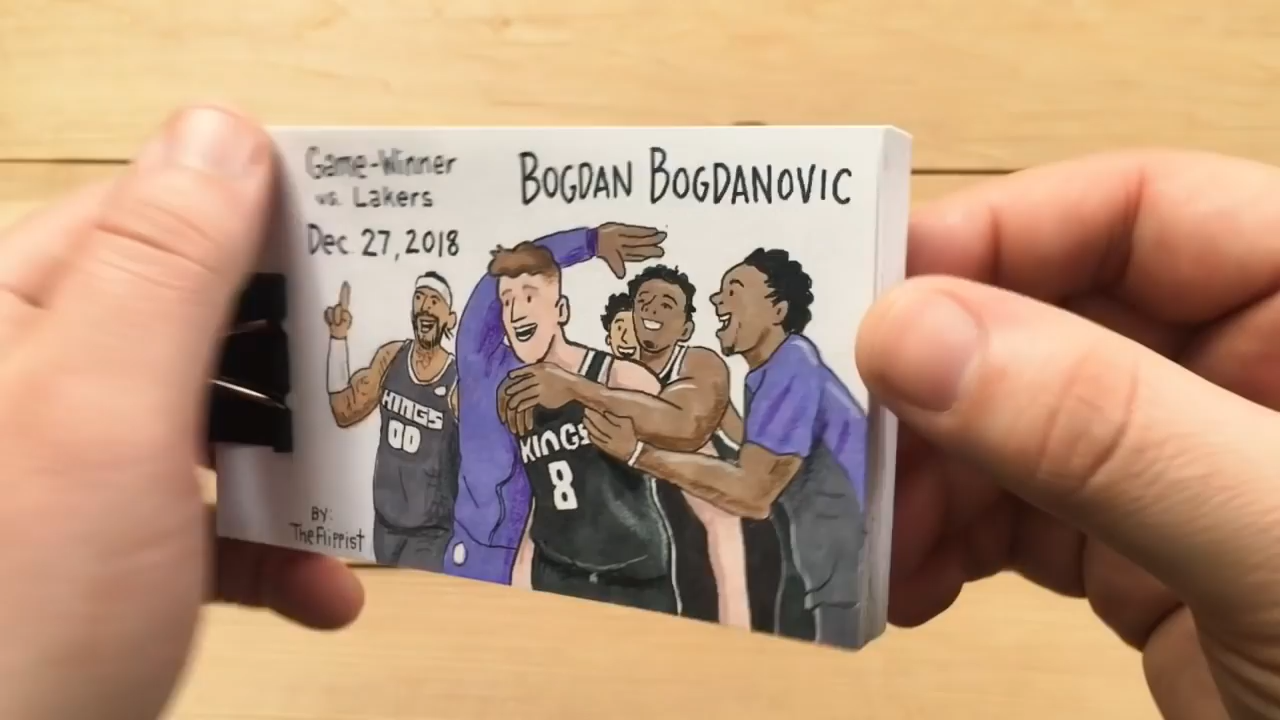 Game-Winner
vs. Lakers
Dec. 27, 2018
BOGDAN BOGDANOVIC
KINGS
00
KINGS
8
BY:
The Flippist